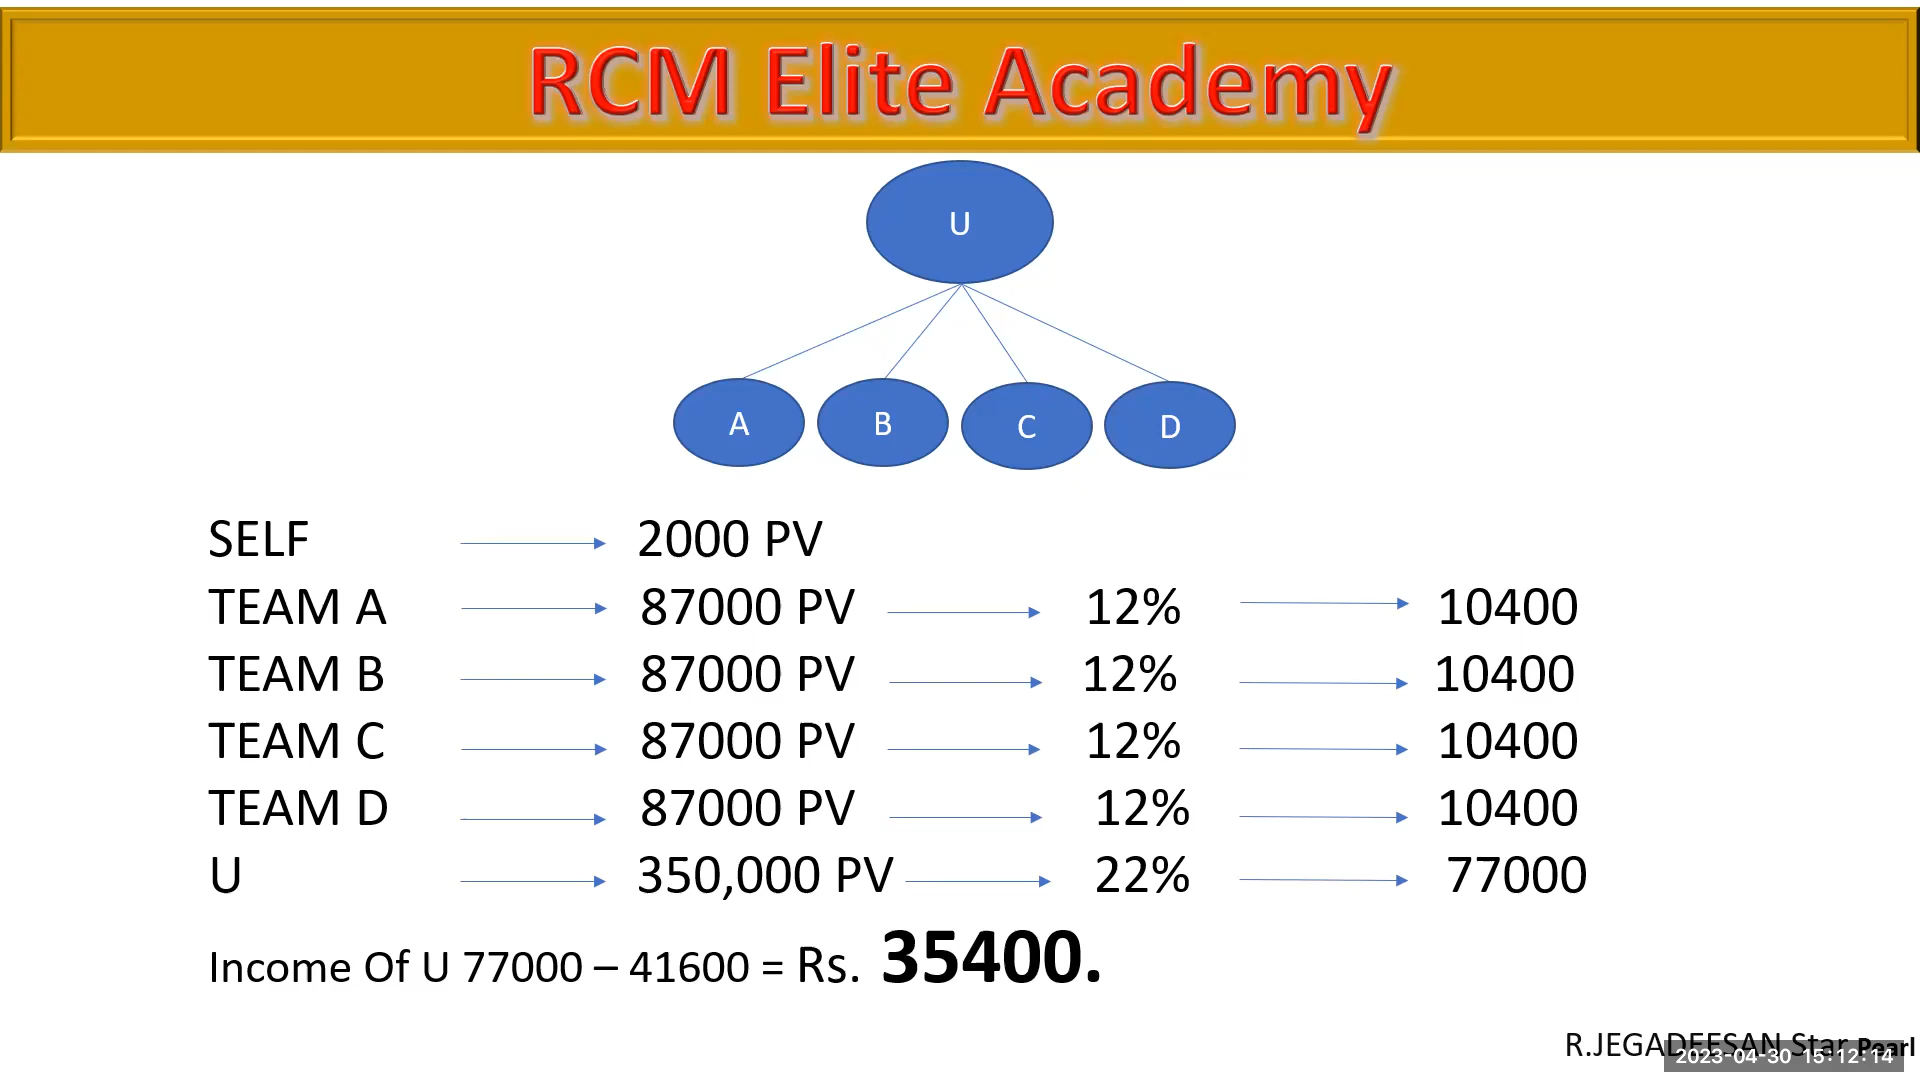 RCM Elite Academy
U
A B C D
SELF 2000 PV
TEAM A 87000 PV 12% 10400
TEAM B 87000 PV 12% 10400
TEAM C 87000 PV 12% 10400
TEAM D 87000 PV 12% 10400
U 350,000 PV 22% 77000
Income Of U 77000 – 41600 = Rs. 35400.
R.JEGADEESAN Star Pearl
2023-04-30 15:12:14